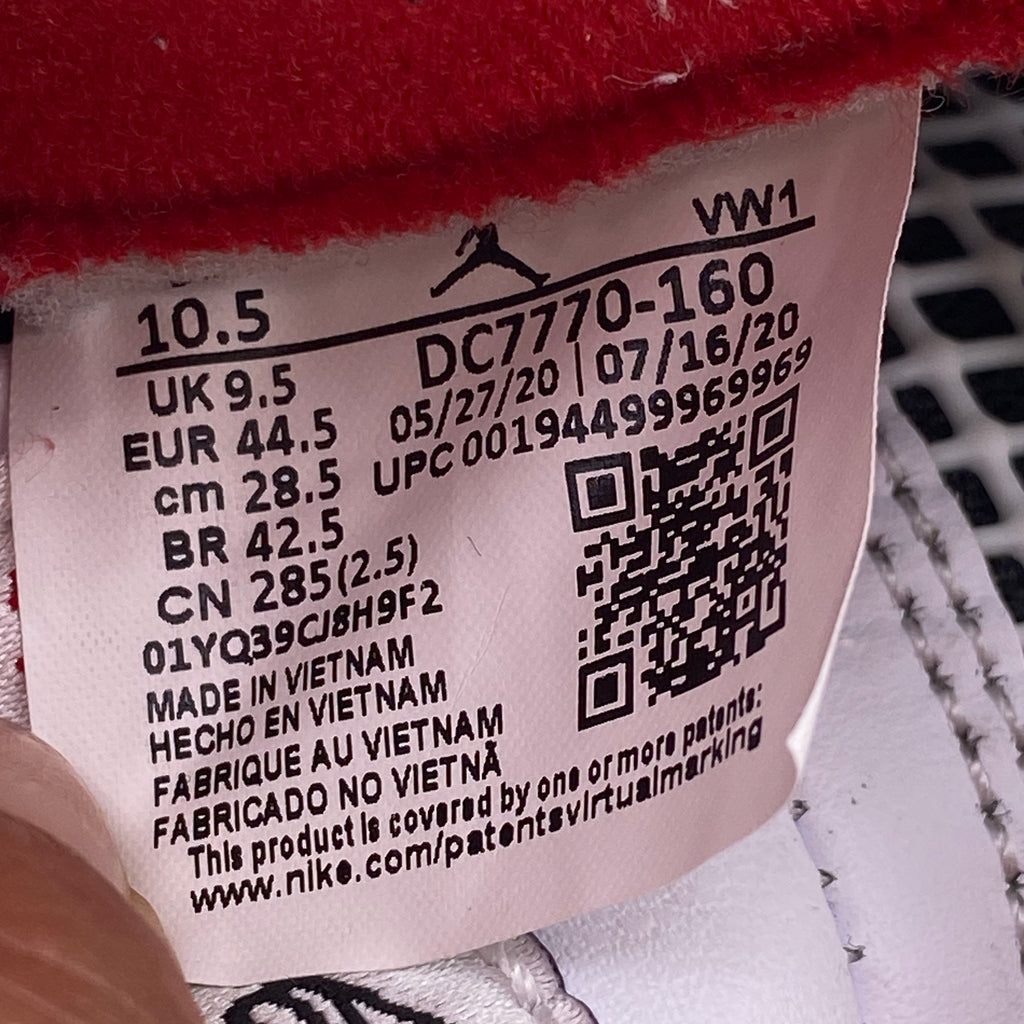 VW1
10.5
DC7770-160
UK 9.5
05/27/20 | 07/16/20
EUR 44.5
UPC 00194499969969
cm 28.5
BR 42.5
CN 285(2.5)
01YQ39CJ8H9F2
MADE IN VIETNAM
HECHO EN VIETNAM
FABRIQUE AU VIETNAM
FABRICADO NO VIETNÃ
This product is covered by one or more patents:
www.nike.com/patentsvirtualmarking